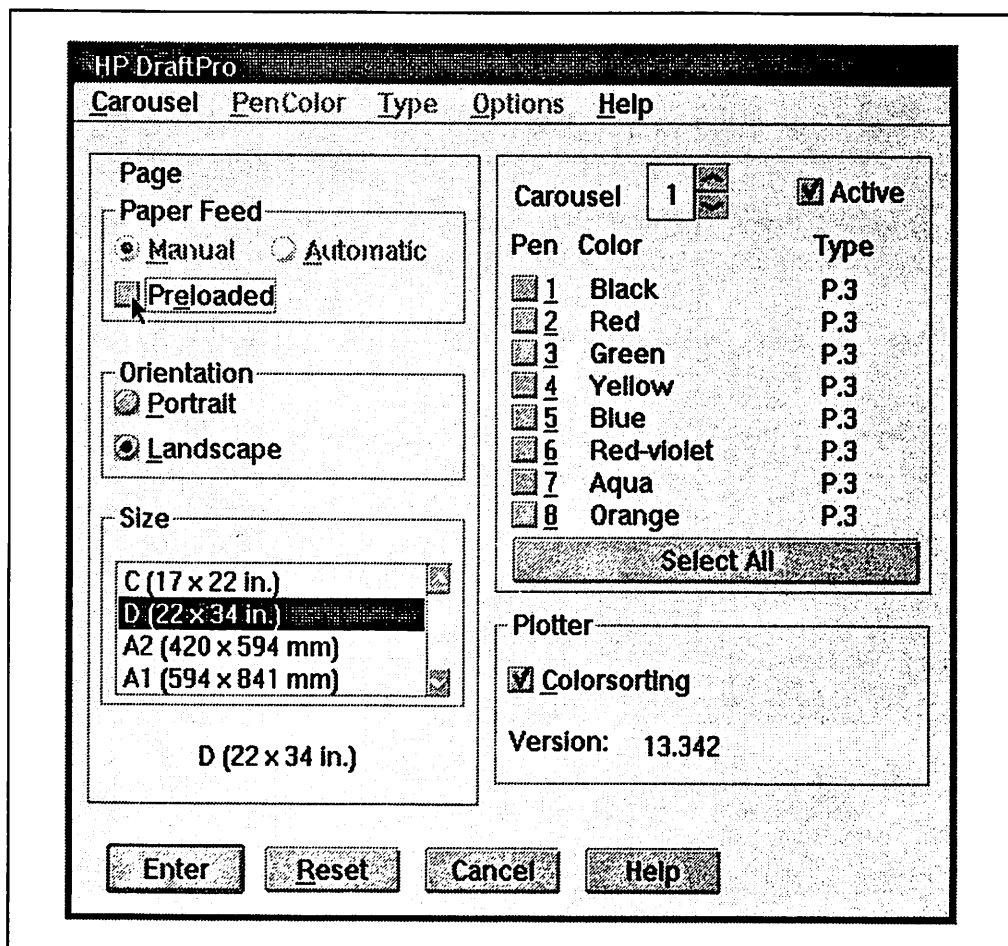 HP DraftPro
Carousel PenColor Type Options Help
Page
Paper Feed
Manual Automatic
Preloaded
Orientation
Portrait
Landscape
Size
C (17 x 22 in.)
D (22 x 34 in.)
A2 (420 x 594 mm)
A1 (594 x 841 mm)
D (22 x 34 in.)
Carousel 1 Active
Pen Color Type
1 Black P.3
2 Red P.3
3 Green P.3
4 Yellow P.3
5 Blue P.3
6 Red-violet P.3
7 Aqua P.3
8 Orange P.3
Select All
Plotter
Colorsorting
Version: 13.342
Enter Reset Cancel Help